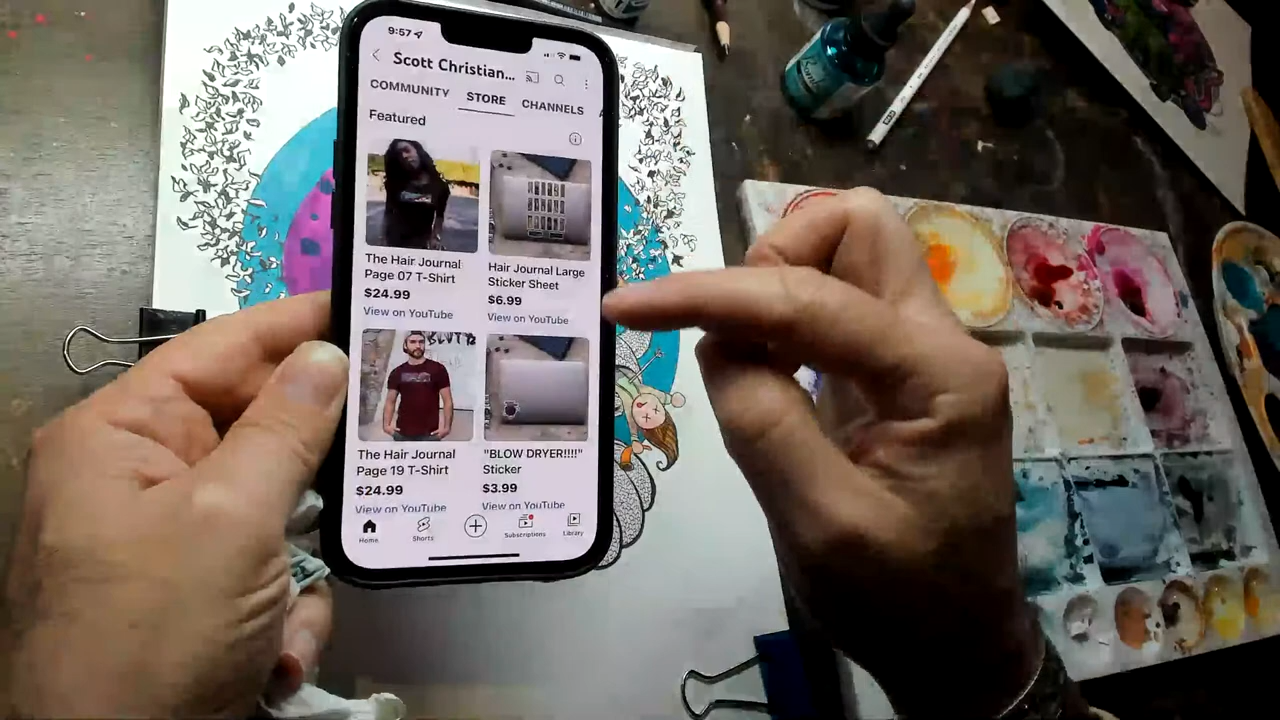 9:57
Scott Christian...
COMMUNITY STORE CHANNELS
Featured
The Hair Journal
Page 07 T-Shirt
$24.99
View on YouTube
Hair Journal Large
Sticker Sheet
$6.99
View on YouTube
The Hair Journal
Page 19 T-Shirt
$24.99
View on YouTube
"BLOW DRYER!!!!"
Sticker
$3.99
View on YouTube
Home Shorts Subscriptions Library